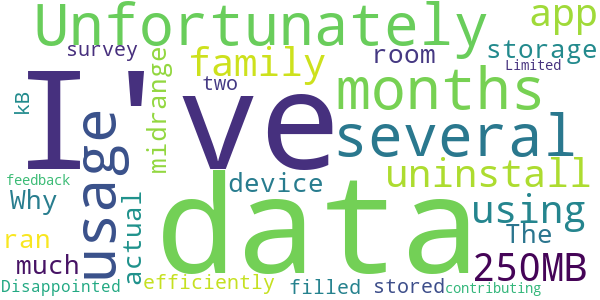 Unfortunately
app
survey
family
room
storage
Limited
I've
midrange
two
months
kB
usage
several
data
uninstall
feedback
Why
device
actual
using
The
ran
much
250MB
Disappointed
efficiently
filled
stored
contributing